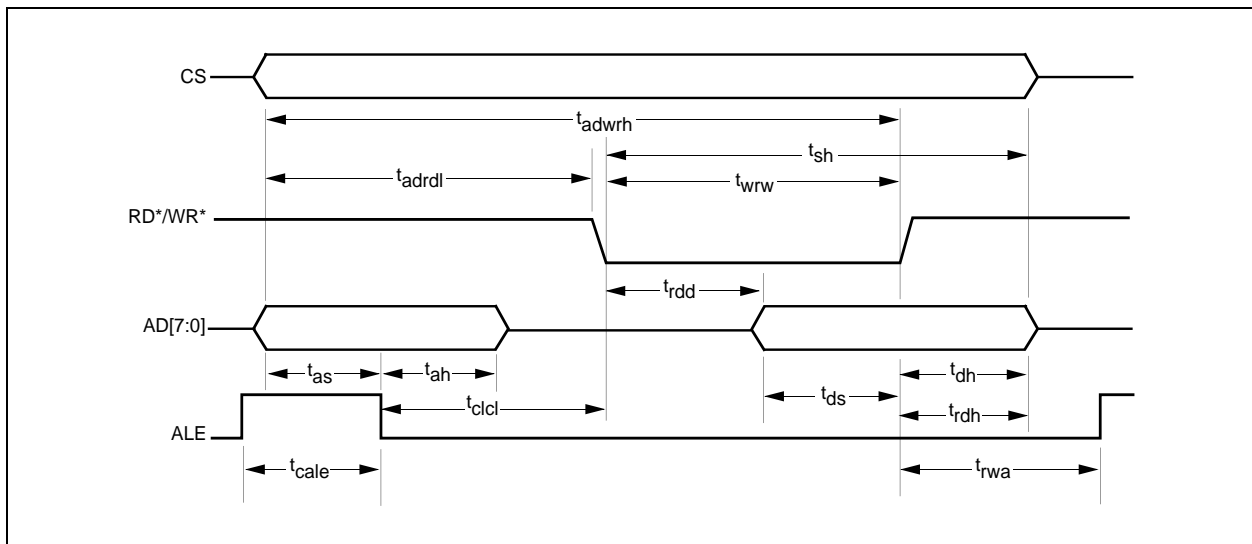 CS
tadwrh
tsh
tadrdl
twrw
RD*/WR*
trdd
AD[7:0]
tas
tah
tdh
tclcl
tds
trdh
ALE
tcale
trwa